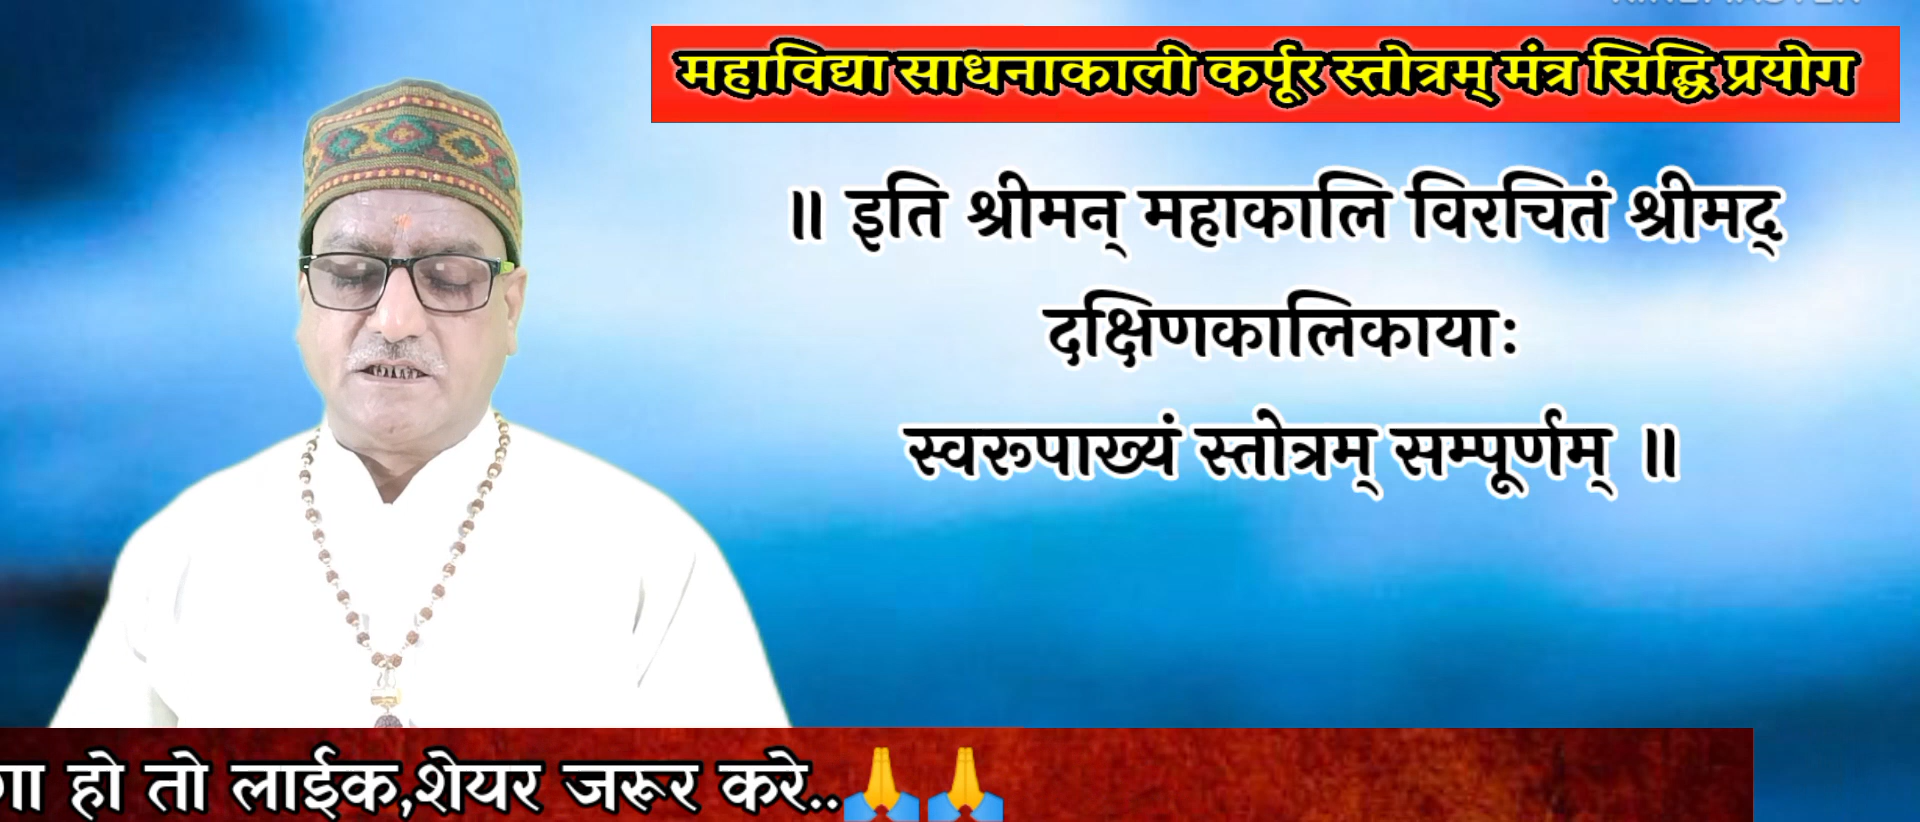 महाविद्या साधनाकाली कर्पूर स्तोत्रम् मंत्र सिद्धि प्रयोग
॥ इति श्रीमन् महाकालि विरचितं श्रीमद्
दक्षिणकालिकायाः
स्वरूपाख्यं स्तोत्रम् सम्पूर्णम् ॥
हो तो लाईक,शेयर जरूर करे..🙏🙏